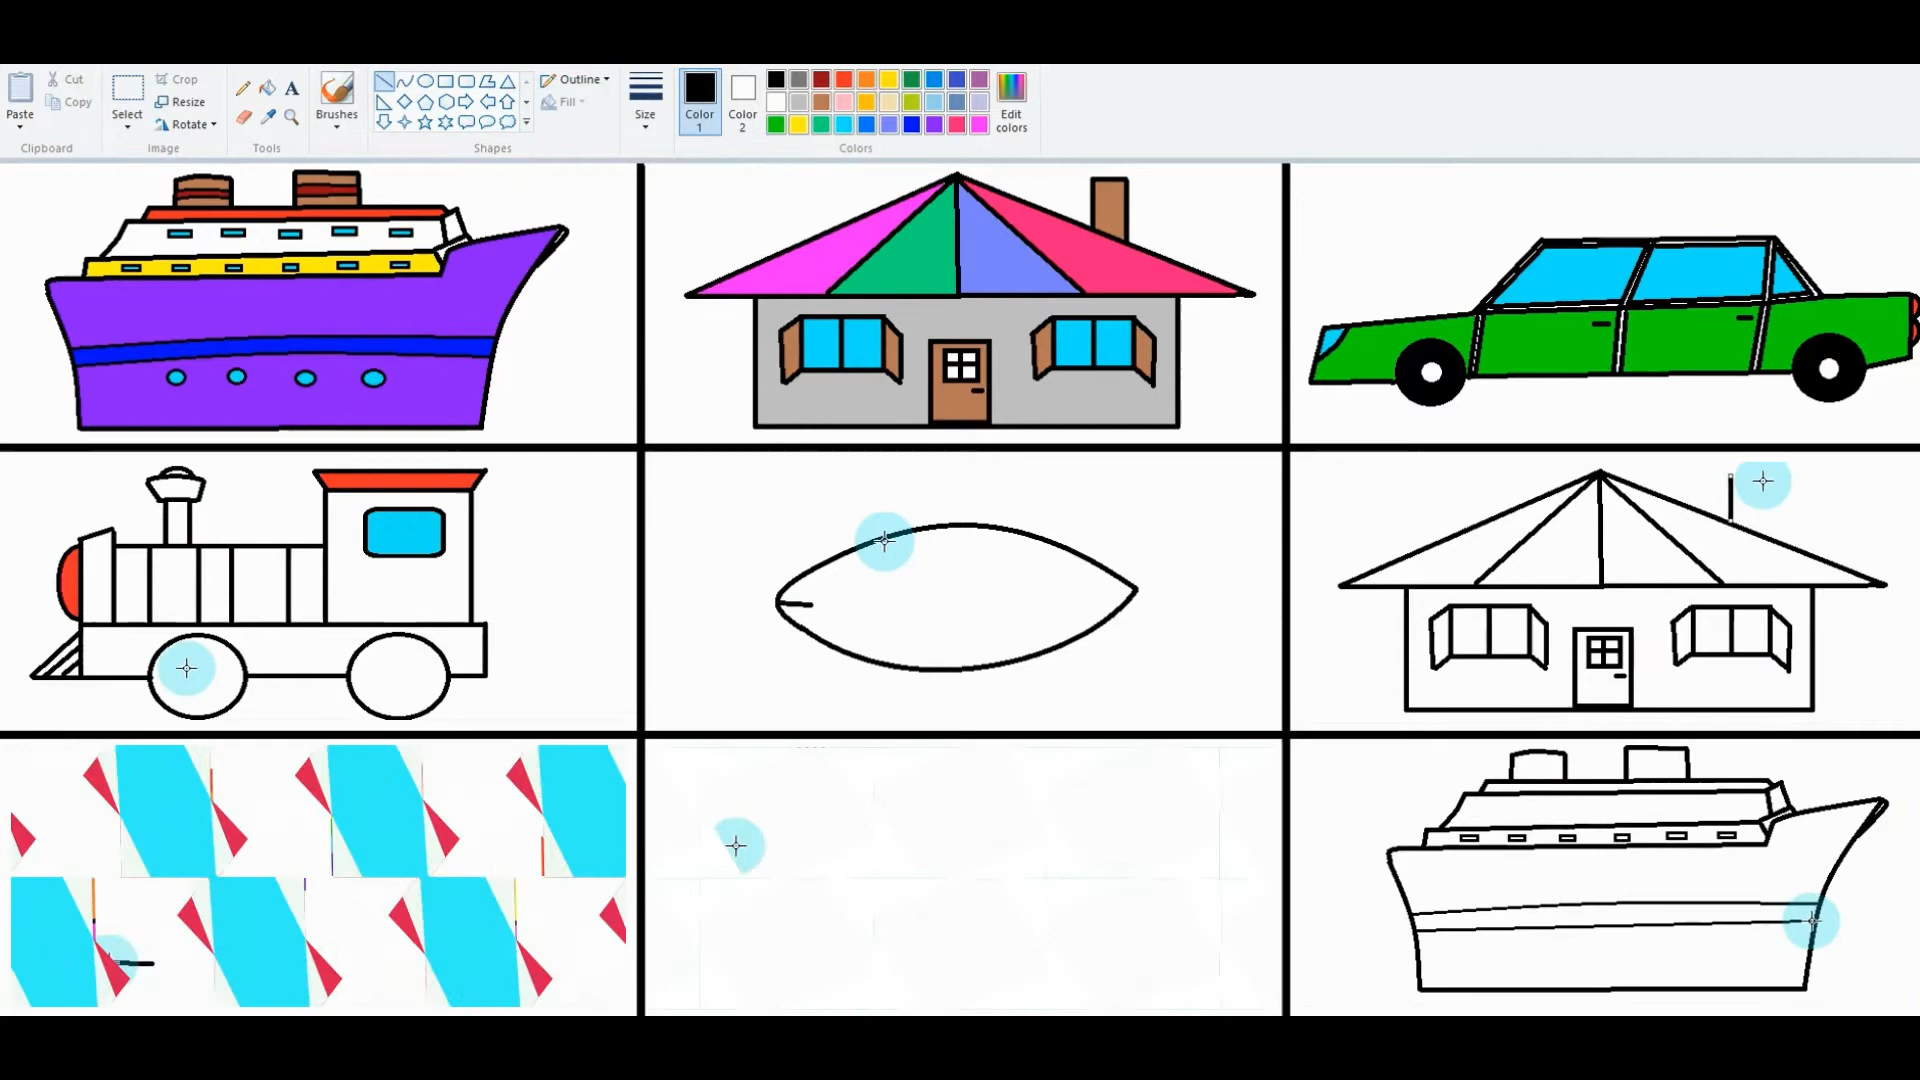 Paste
Cut
Copy
Clipboard
Select
Crop
Resize
Rotate
Image
A
Tools
Brushes
Shapes
Outline
Fill
Size
Color 1
Color 2
Edit colors
Colors